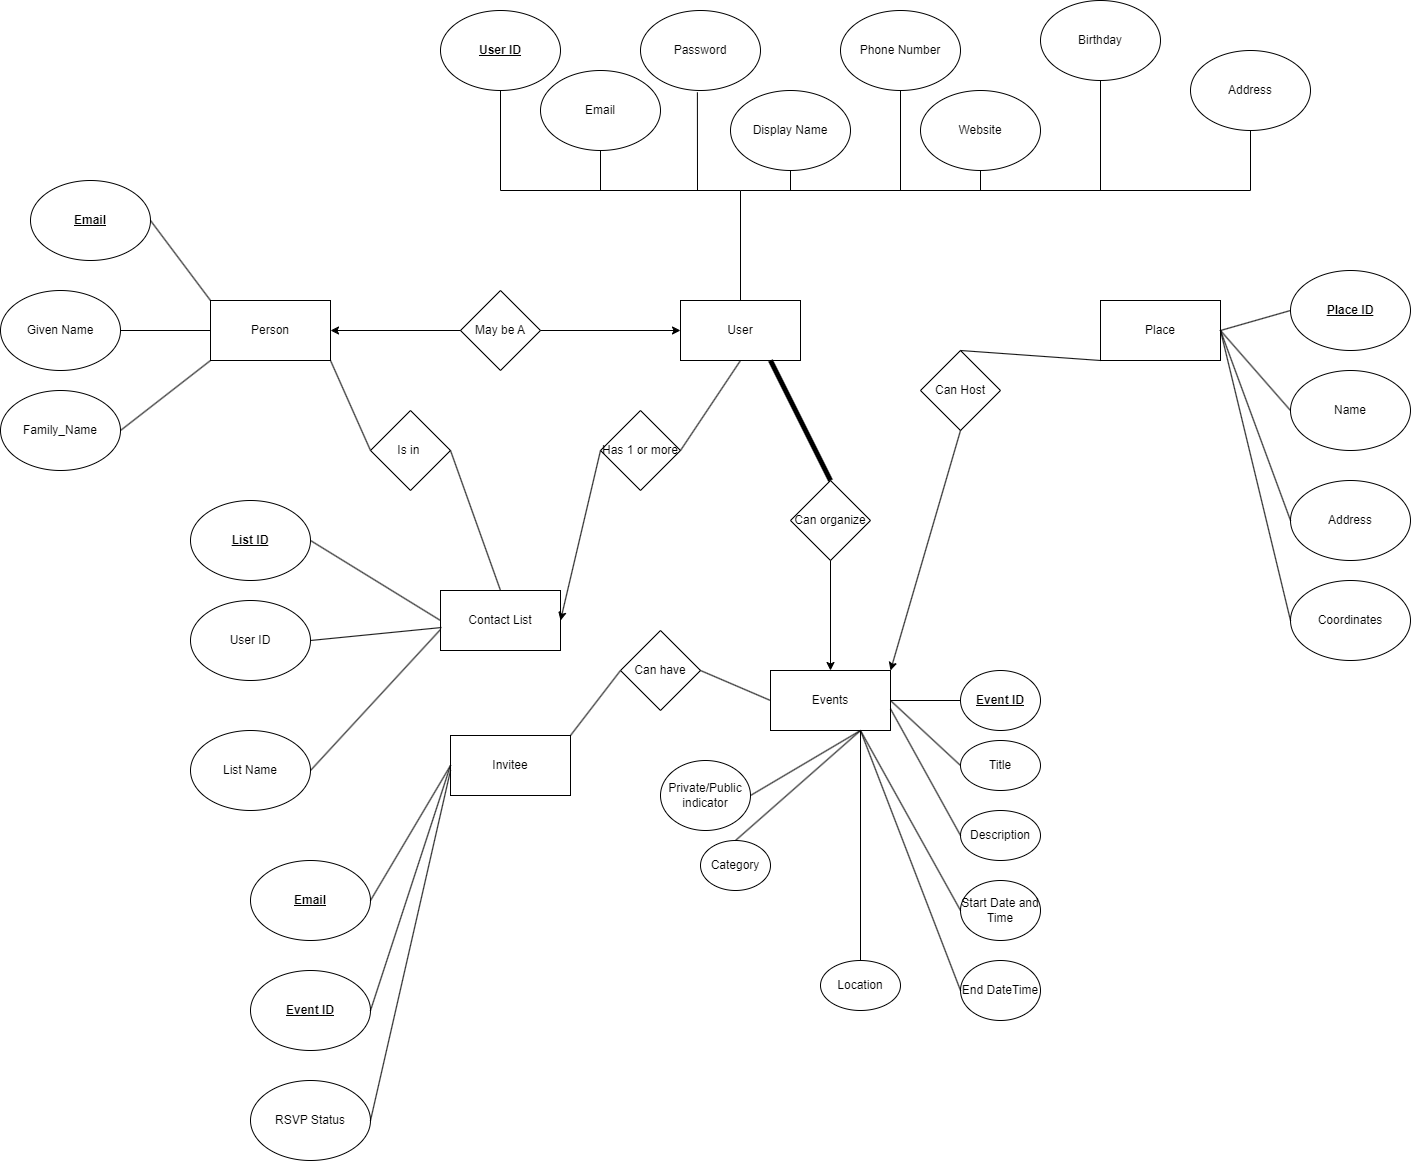 User ID
Password
Phone Number
Birthday
Email
Display Name
Website
Address
Email
Given Name
Family_Name
Person
May be A
User
Place
Place ID
Can Host
Name
Is in
Has 1 or more
Can organize
Address
Coordinates
List ID
User ID
List Name
Contact List
Can have
Events
Event ID
Title
Description
Start Date and
Time
End DateTime
Private/Public
indicator
Category
Location
Invitee
Email
Event ID
RSVP Status